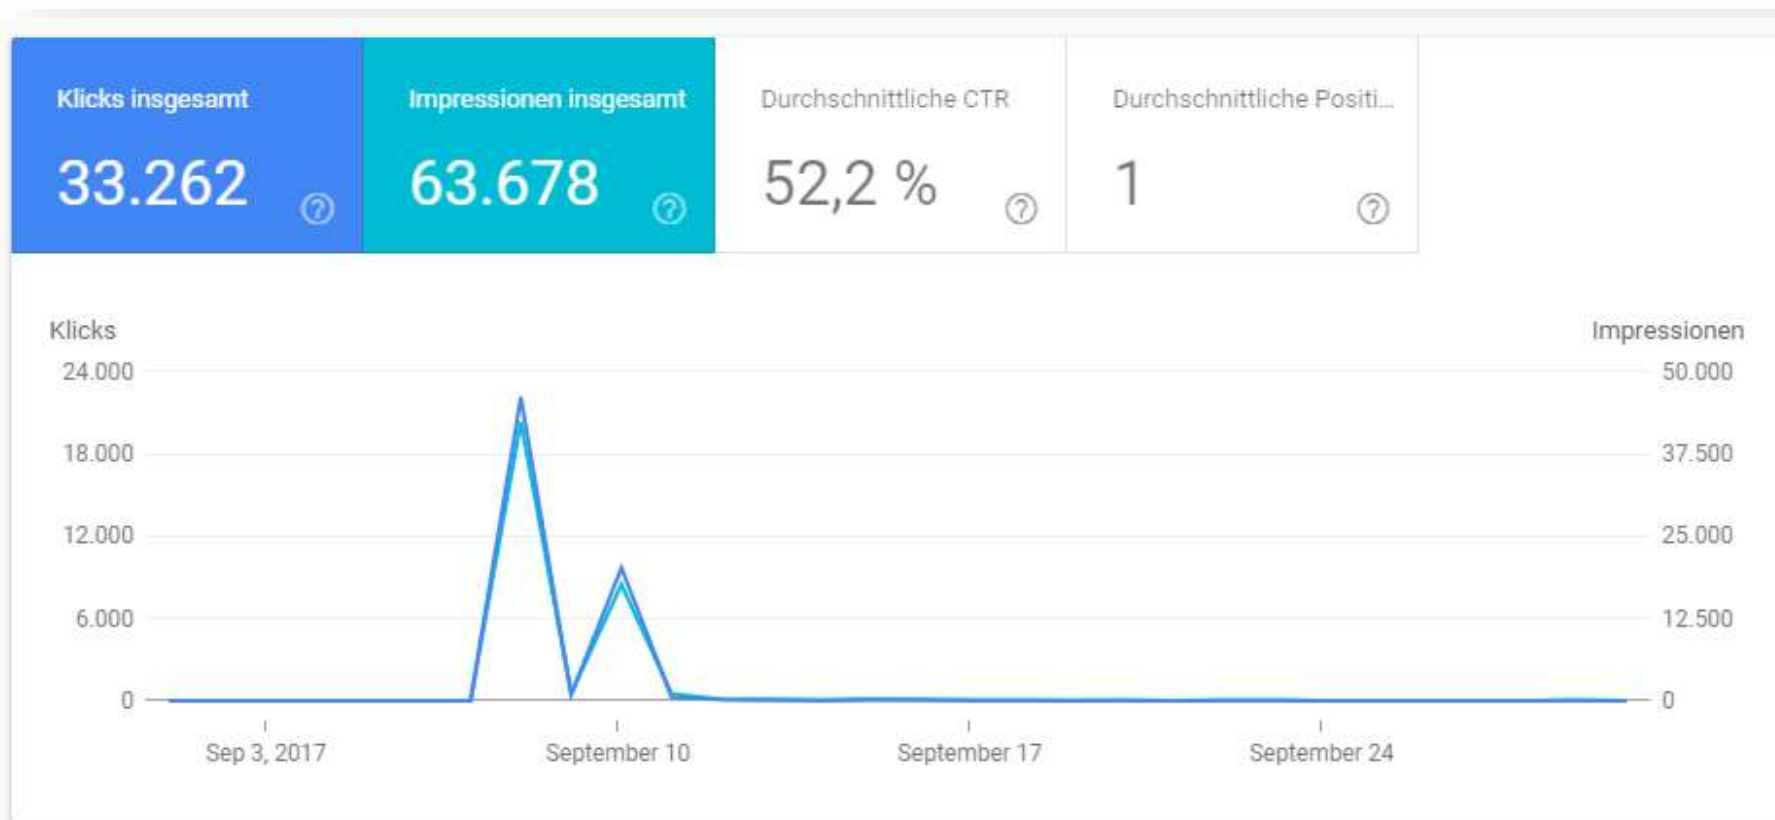 Klicks insgesamt
33.262
Impressionen insgesamt
63.678
Durchschnittliche CTR
52,2 %
Durchschnittliche Positi...
1
Klicks
Impressionen
24.000
50.000
18.000
37.500
12.000
25.000
6.000
12.500
0
0
Sep 3, 2017
September 10
September 17
September 24